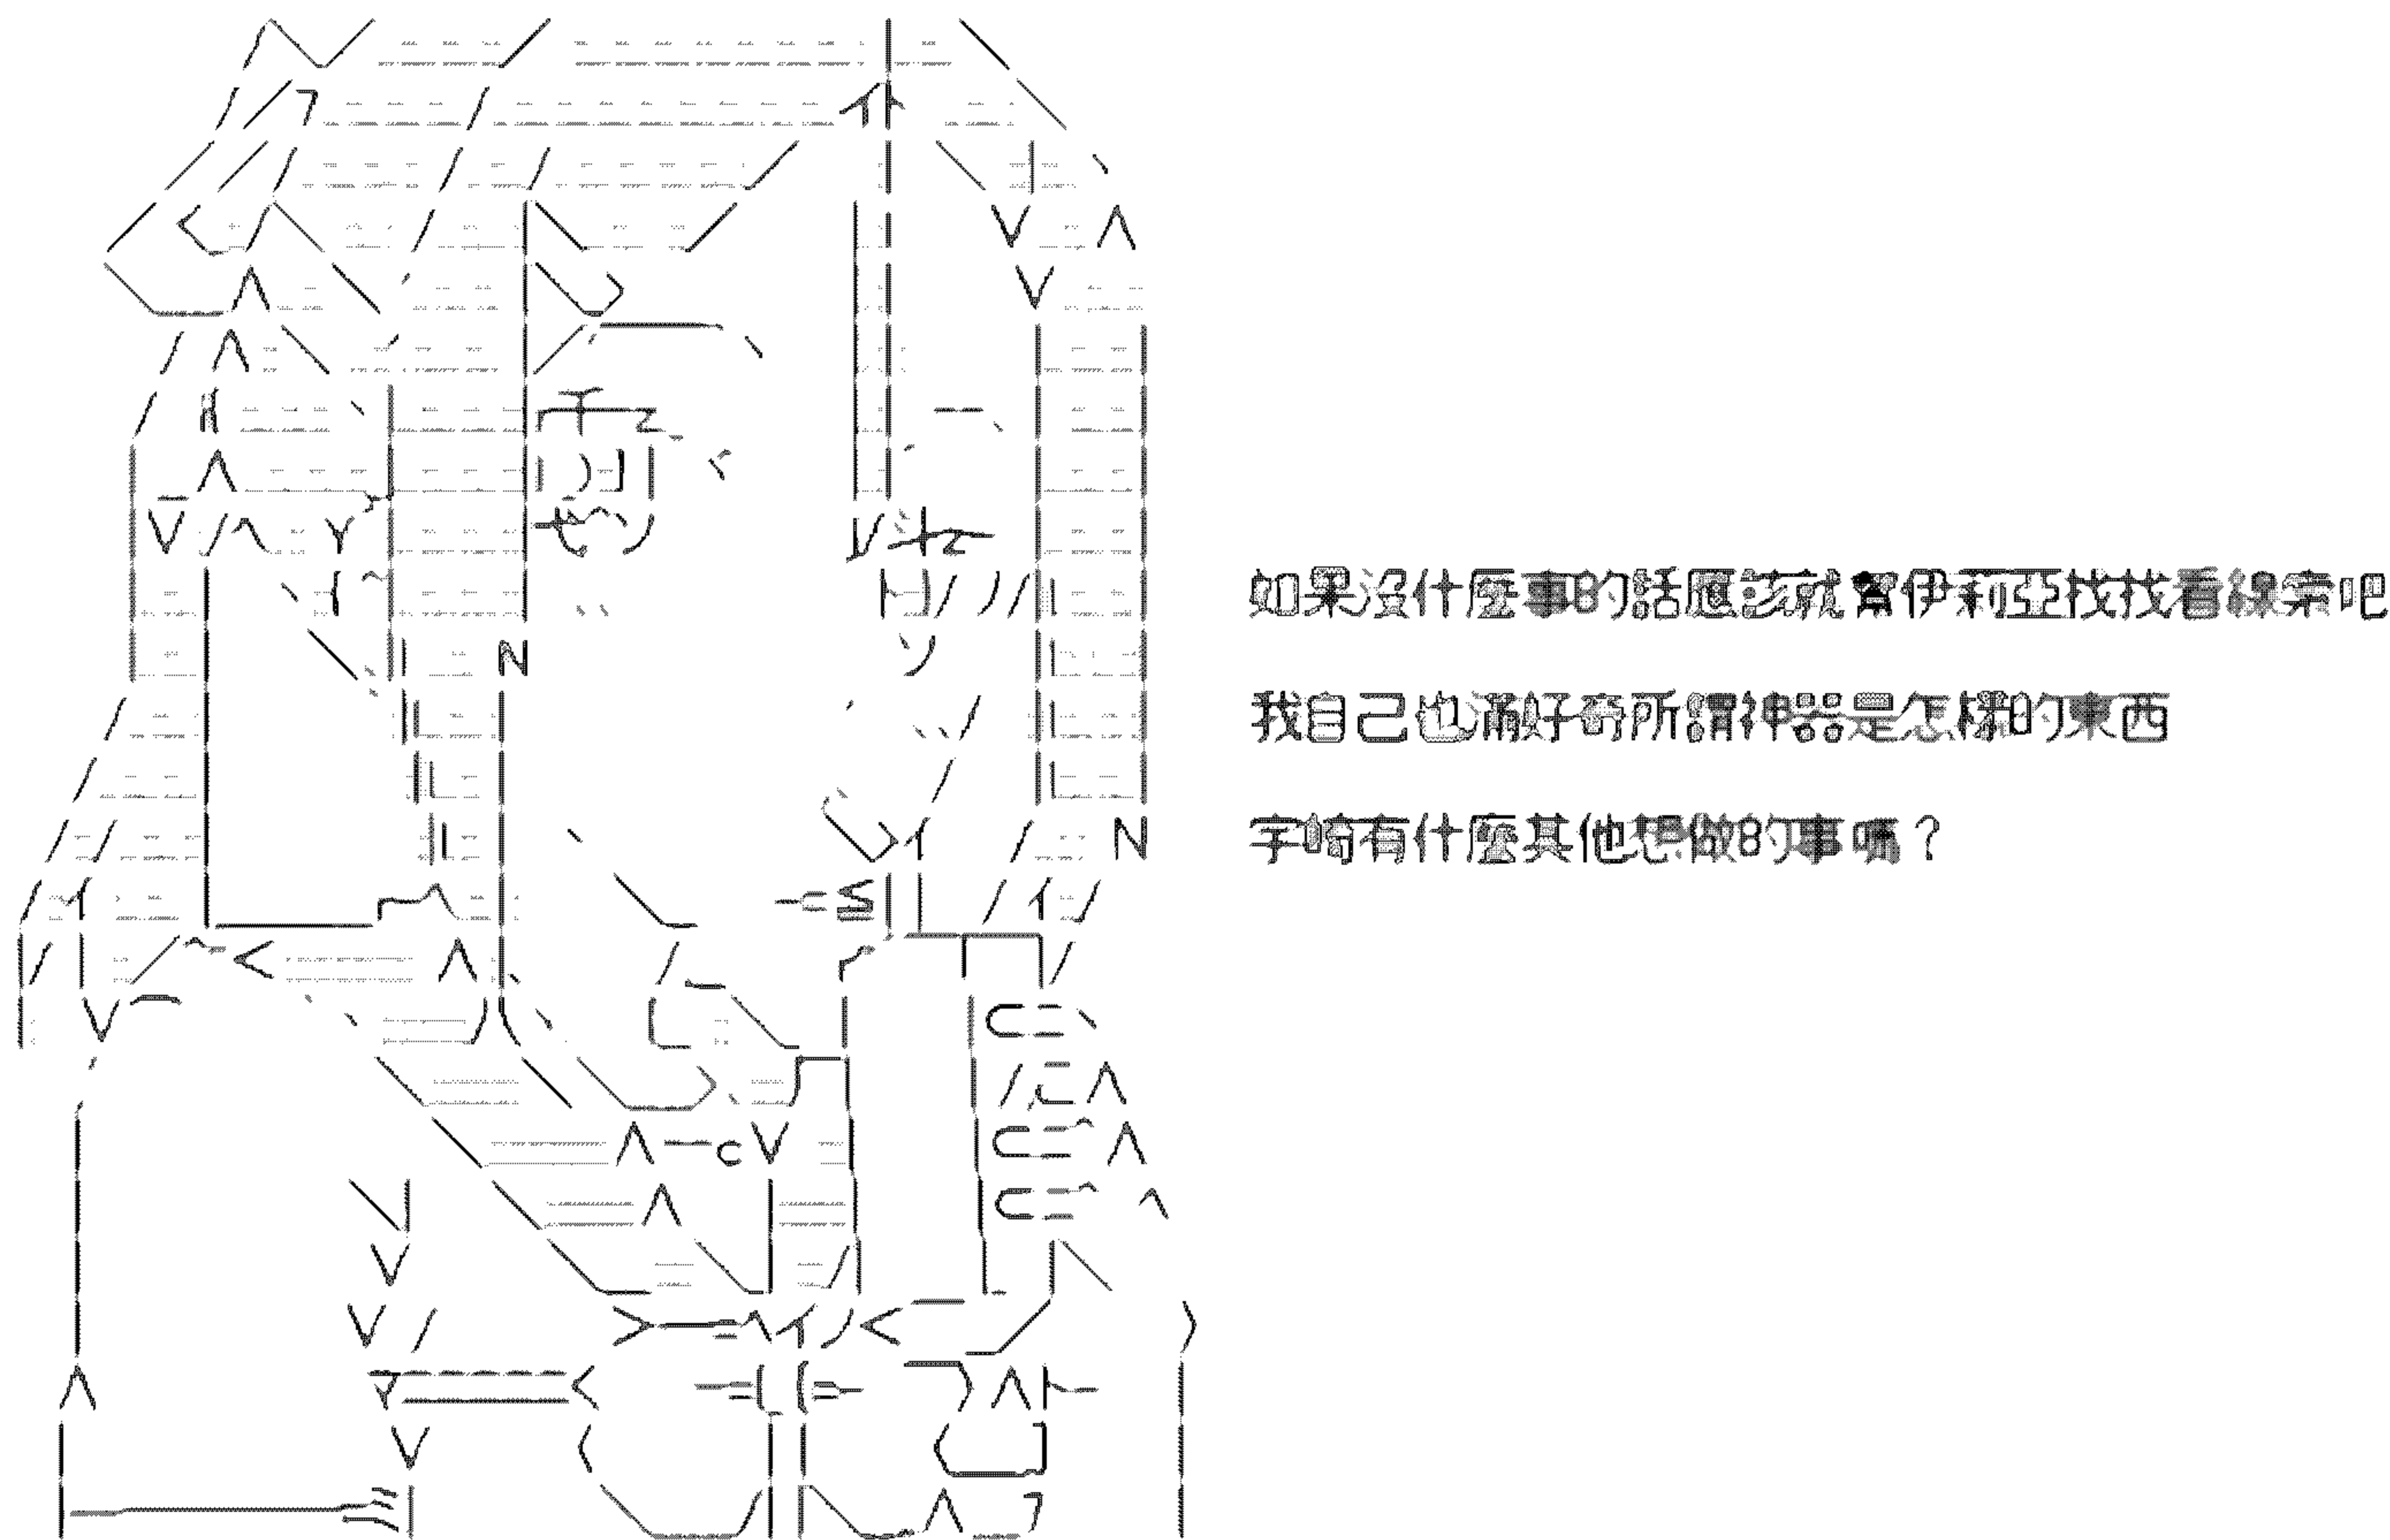 如果沒什麼事的話應該就幫伊莉亞找找看線索吧
我自己也滿好奇所謂神器是怎樣的東西
宇崎有什麼其他想做的事嗎？